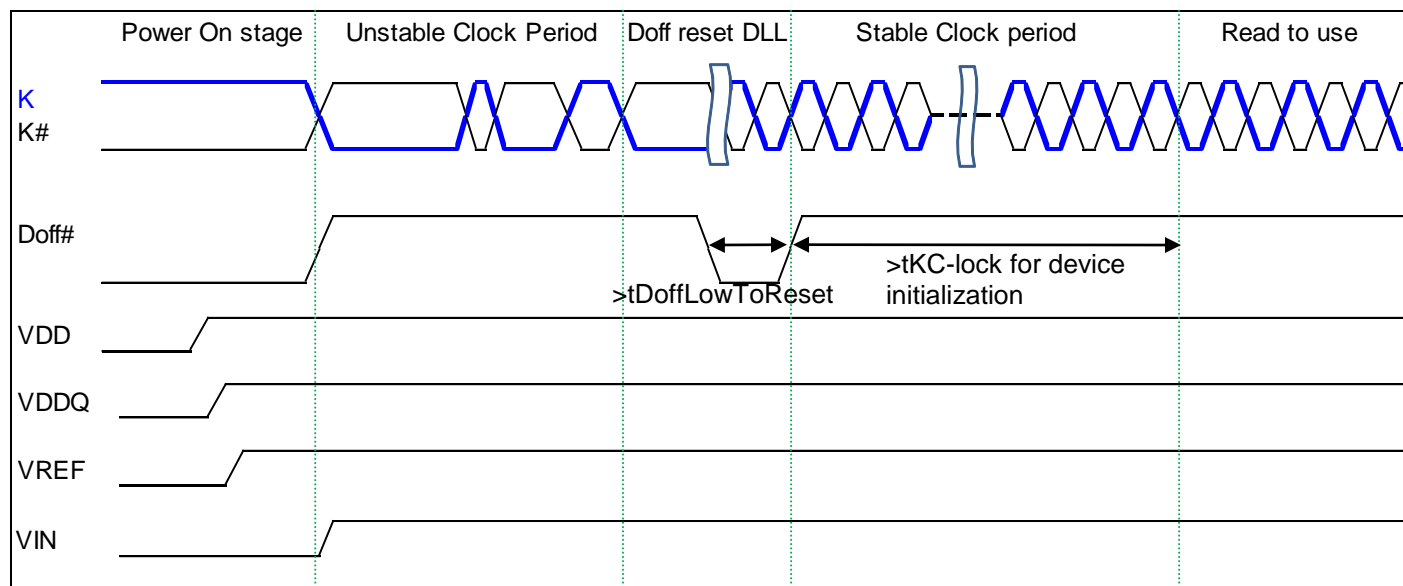 Power On stage Unstable Clock Period Doff reset DLL Stable Clock period Read to use
K
K#
Doff#
>tDoffLowToReset
>tKC-lock for device
initialization
VDD
VDDQ
VREF
VIN